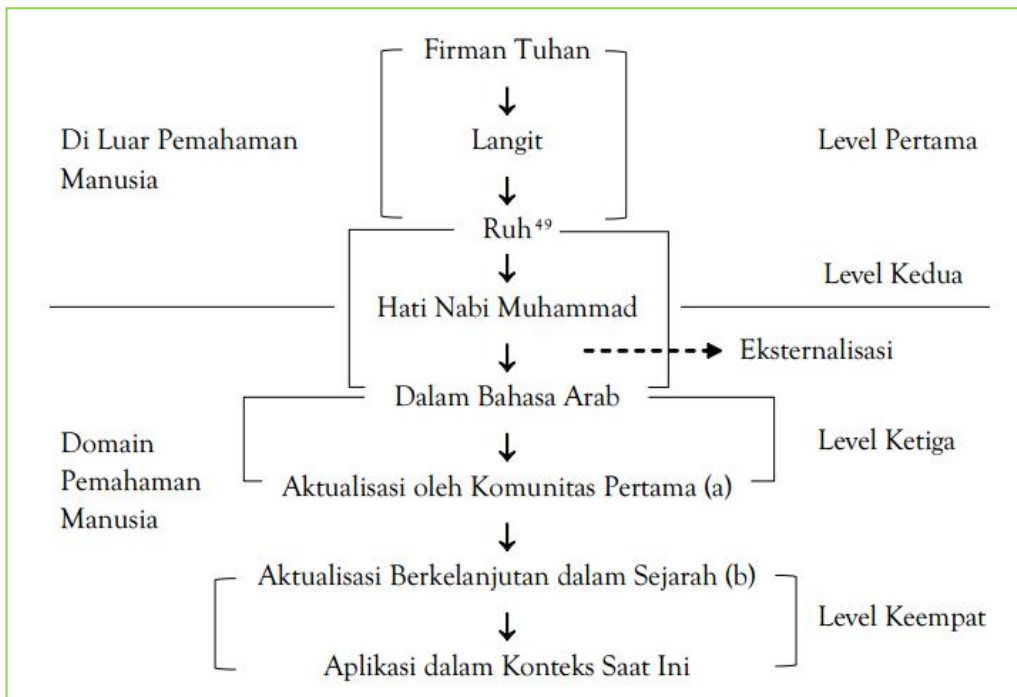 Firman Tuhan
Di Luar Pemahaman
Manusia
Langit
Level Pertama
Ruh⁴⁹
Level Kedua
Hati Nabi Muhammad
Eksternalisasi
Dalam Bahasa Arab
Domain
Pemahaman
Manusia
Level Ketiga
Aktualisasi oleh Komunitas Pertama (a)
Aktualisasi Berkelanjutan dalam Sejarah (b)
Level Keempat
Aplikasi dalam Konteks Saat Ini